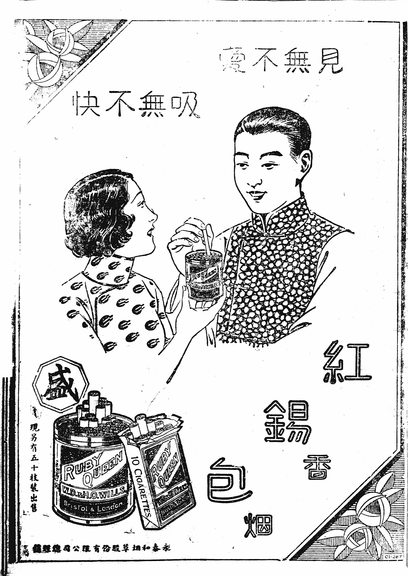 見無不愛
吸無不快
紅錫包
香烟
盛
現另有五十枝裝出售
RUBY QUEEN
W.D. & H.O. WILLS
Bristol & London
RUBY QUEEN
10 CIGARETTES
永泰和烟草股份有限公司總經理